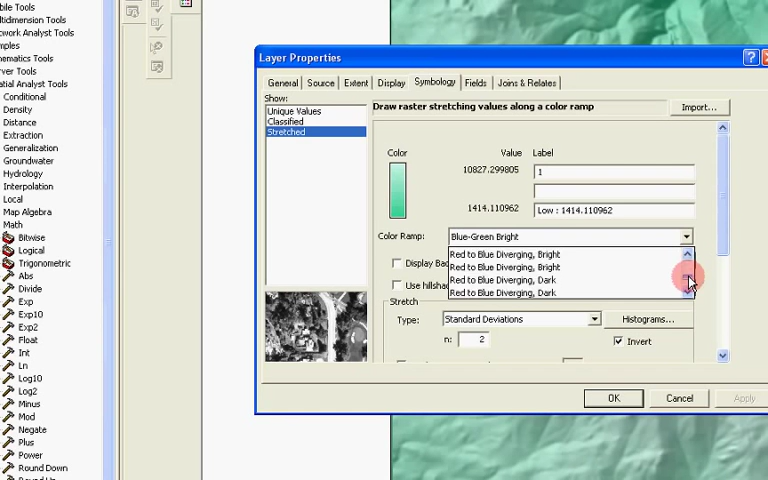 bile Tools
ltidimension Tools
twork Analyst Tools
mples
hematics Tools
rver Tools
atial Analyst Tools
Conditional
Density
Distance
Extraction
Generalization
Groundwater
Hydrology
Interpolation
Local
Map Algebra
Math
Bitwise
Logical
Trigonometric
Abs
Divide
Exp
Exp10
Exp2
Float
Int
Ln
Log10
Log2
Minus
Mod
Negate
Plus
Power
Round Down
Layer Properties
General Source Extent Display Symbology Fields Joins & Relates
Show:
Unique Values
Classified
Stretched
Draw raster stretching values along a color ramp
Import...
Color Value Label
10827.299805 1
1414.110962 Low : 1414.110962
Color Ramp: Blue-Green Bright
Red to Blue Diverging, Bright
Red to Blue Diverging, Bright
Red to Blue Diverging, Dark
Red to Blue Diverging, Dark
Display Bac
Use hillsha
Stretch
Type: Standard Deviations Histograms...
n: 2 Invert
OK Cancel Apply